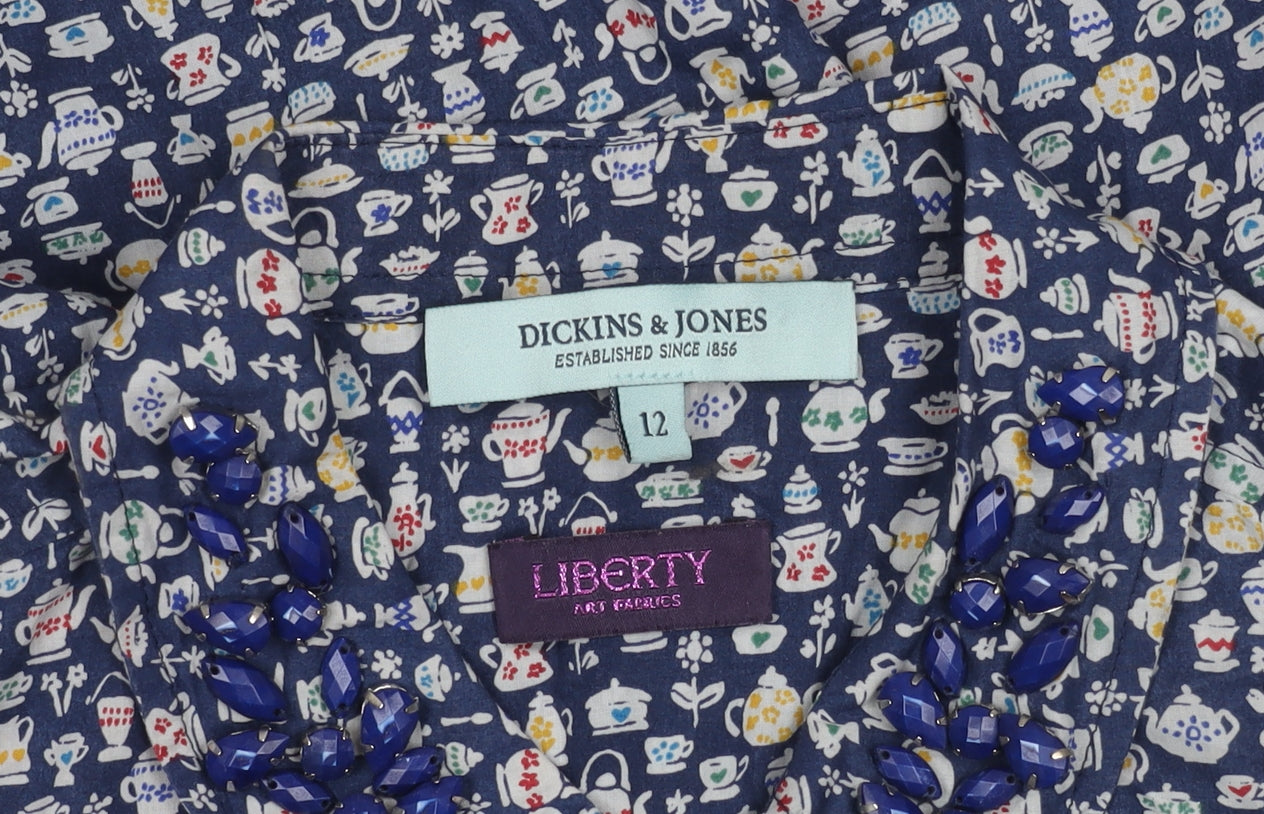 DICKINS & JONES
ESTABLISHED SINCE 1856
12
LIBERTY
ART FABRICS